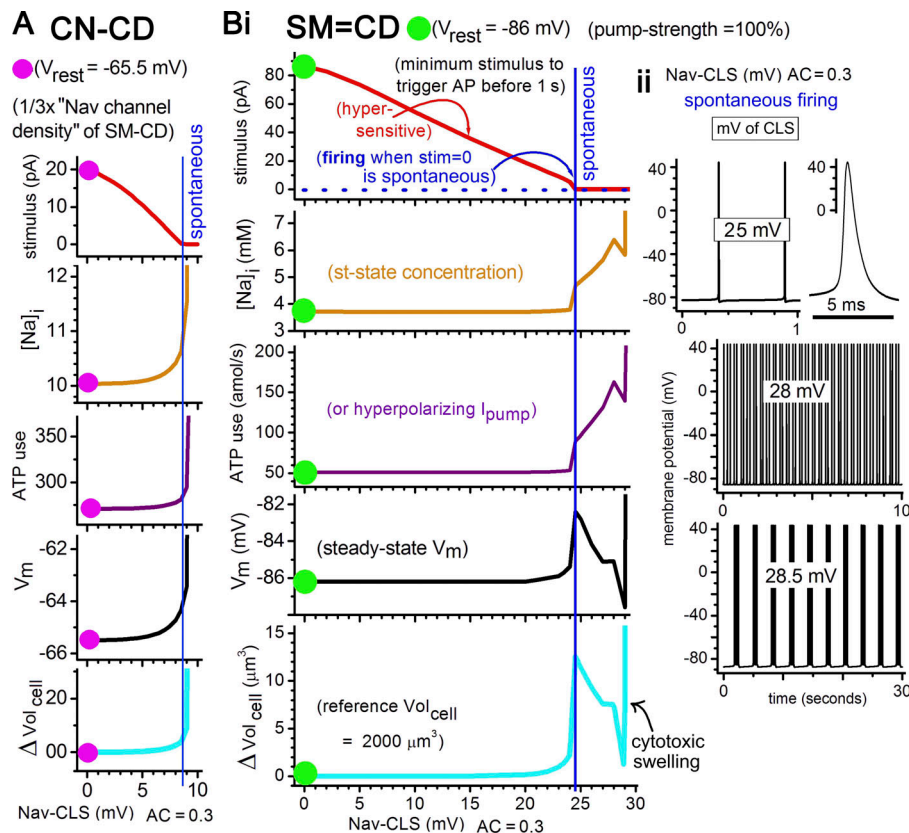 A CN-CD
(Vrest = -65.5 mV)
(1/3x "Nav channel
density" of SM-CD)
spontaneous
stimulus (pA)
20
10
0
[Na]i
12
11
10
ATP use
350
300
Vm
-62
-64
-66
Δ Volcell
20
00
0 5 10
Nav-CLS (mV) AC = 0.3
Bi SM=CD (Vrest = -86 mV) (pump-strength =100%)
(minimum stimulus to
trigger AP before 1 s)
(hyper-
sensitive)
(firing when stim=0
is spontaneous)
spontaneous
stimulus (pA)
80
60
40
20
0
[Na]i (mM)
7
6
5
4
3
(st-state concentration)
ATP use (amol/s)
200
150
100
50
(or hyperpolarizing Ipump)
Vm (mV)
-82
-84
-86
(steady-state Vm)
Δ Volcell (µm³)
15
10
5
0
(reference Volcell
= 2000 µm³)
cytotoxic
swelling
0 5 10 15 20 25 30
Nav-CLS (mV) AC = 0.3
ii Nav-CLS (mV) AC = 0.3
spontaneous firing
mV of CLS
40
0
-40
-80
25 mV
0 1
40
0
5 ms
membrane potential (mV)
40
0
-40
-80
28 mV
0 10
40
0
-40
-80
28.5 mV
0 30
time (seconds)